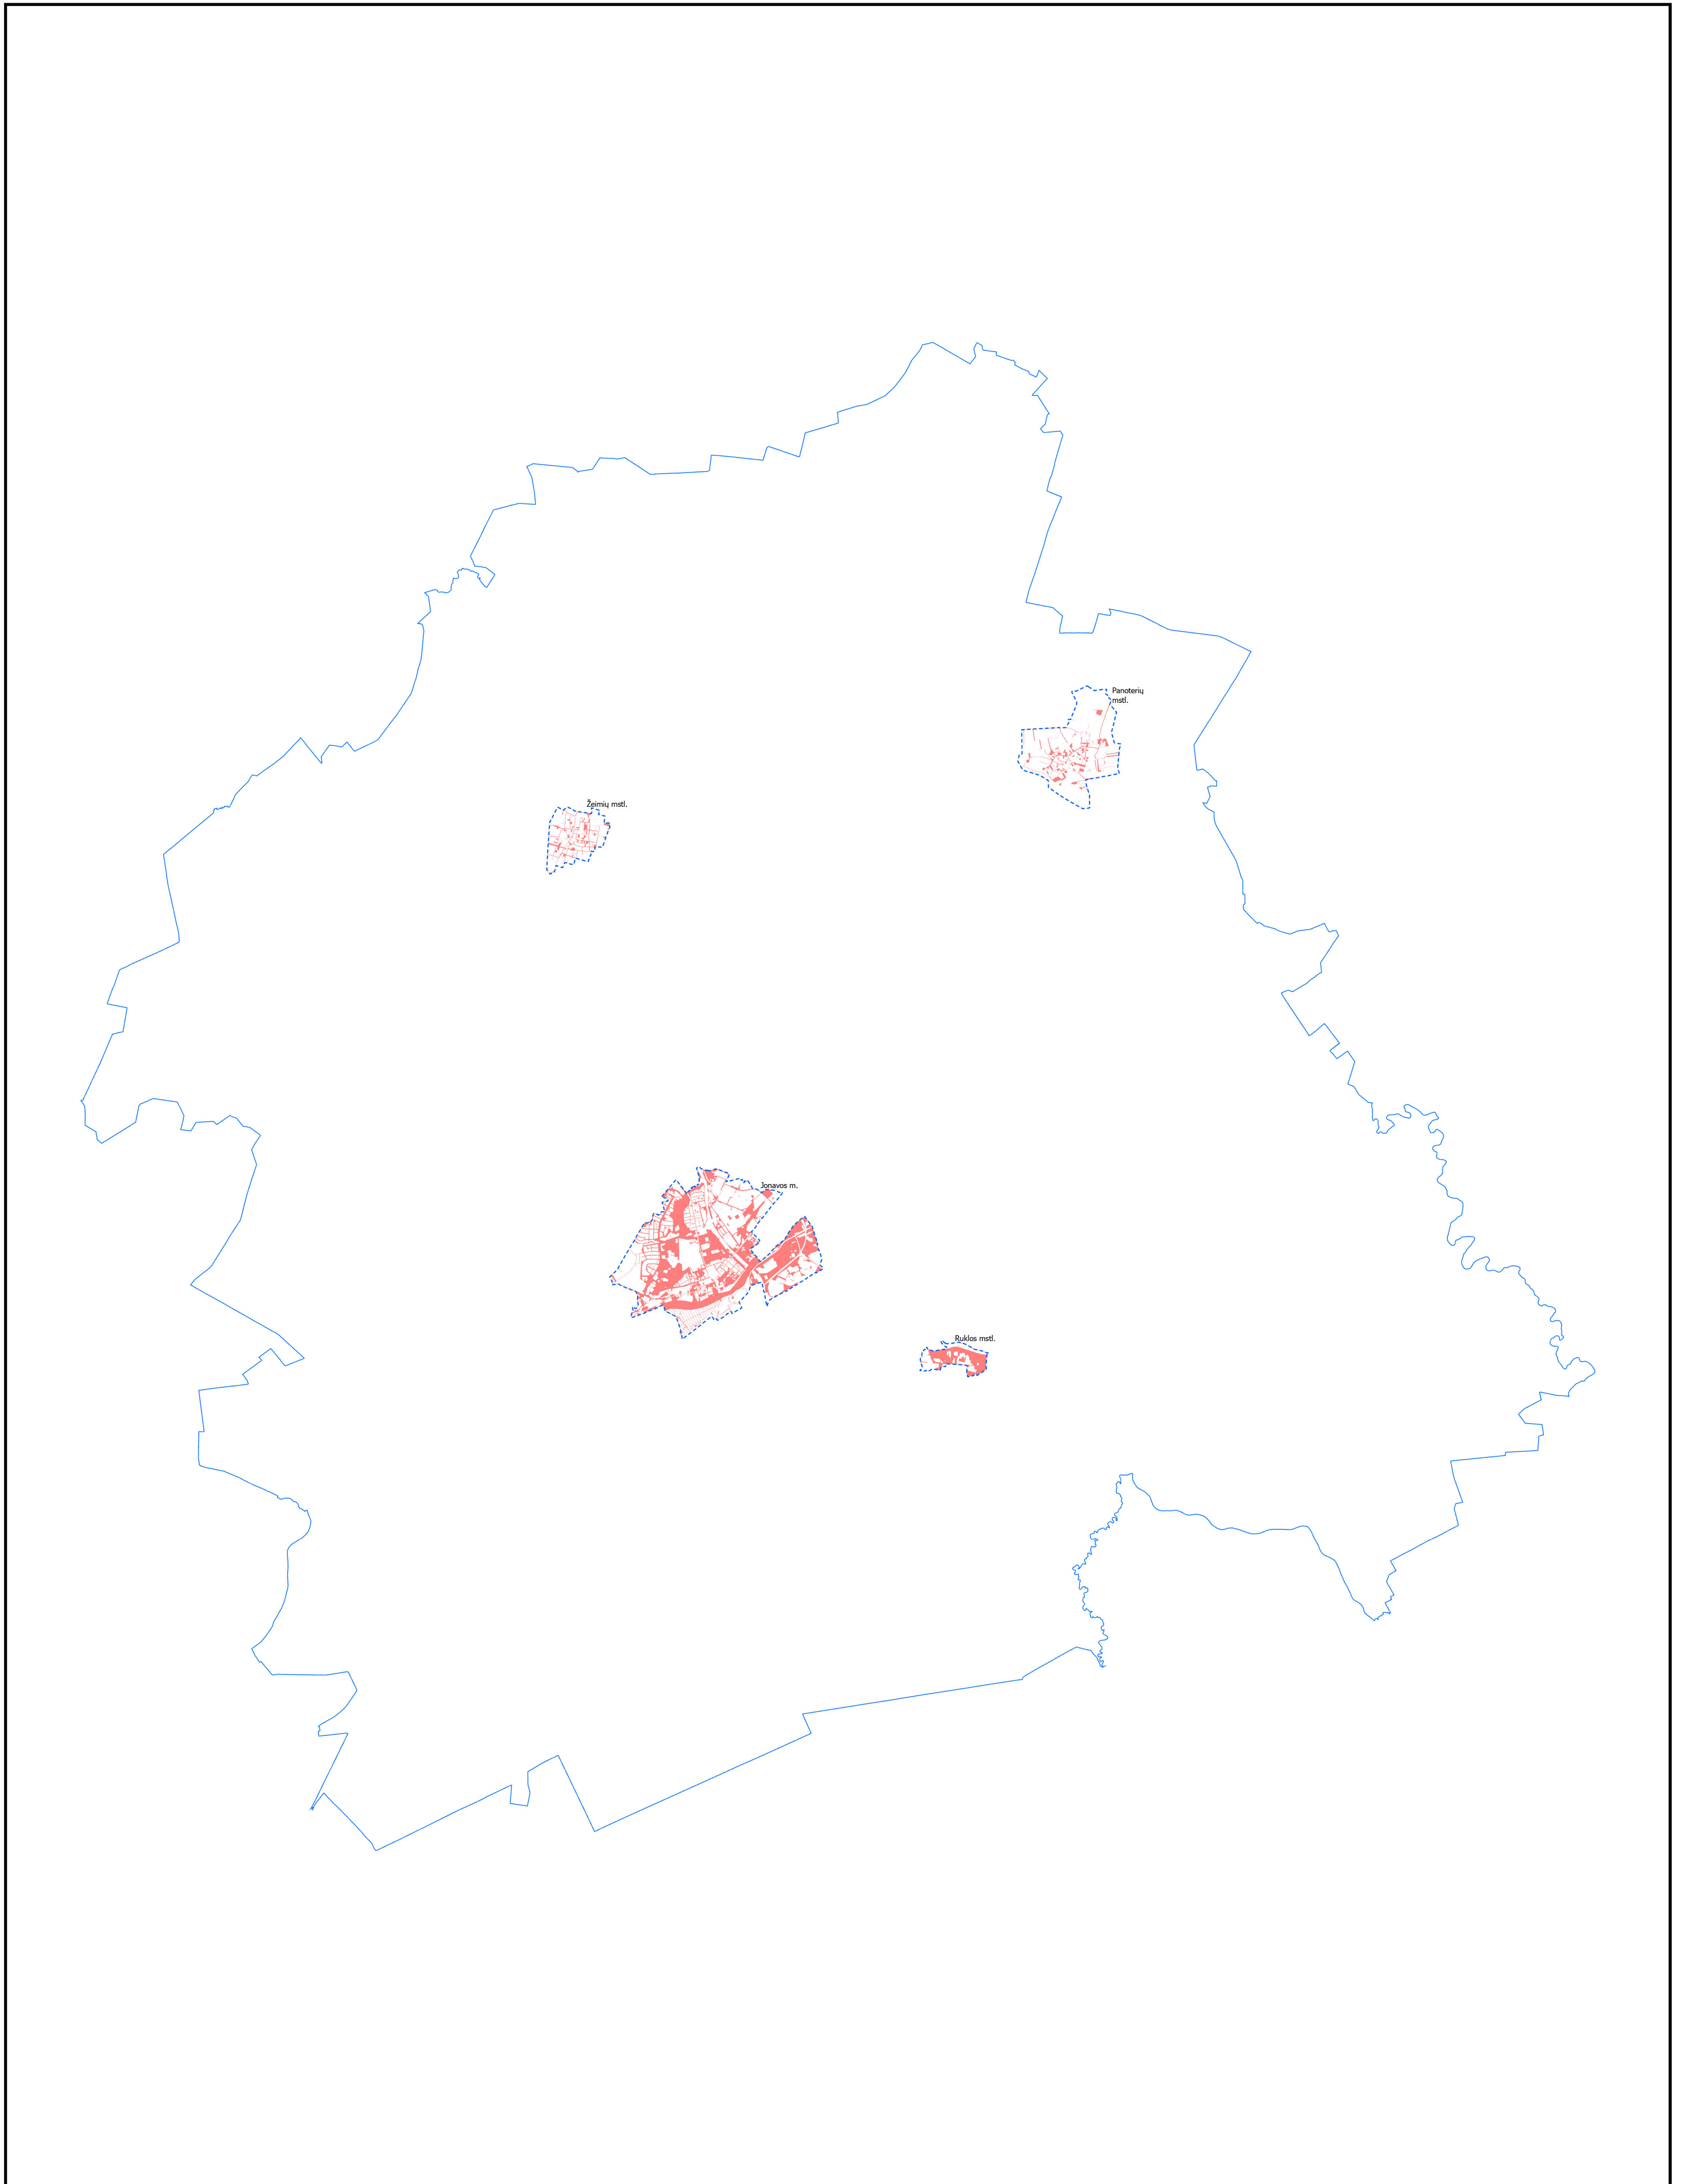 Panoterių
mstl.
Žeimių mstl.
Jonavos m.
Ruklos mstl.